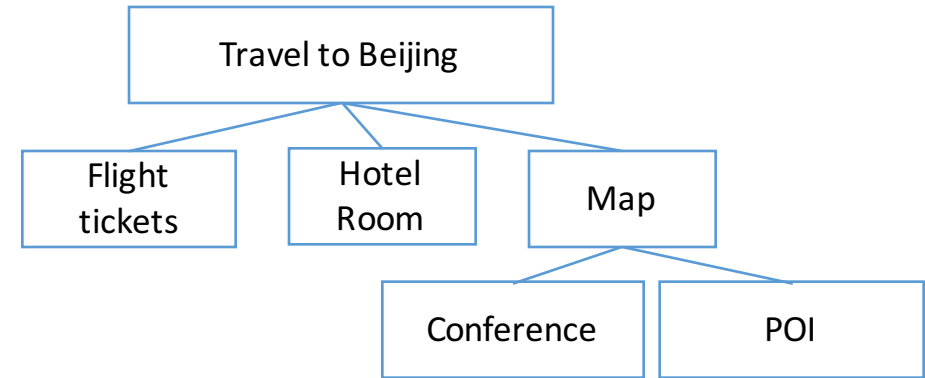 Travel to Beijing
Flight
tickets
Hotel
Room
Map
Conference
POI